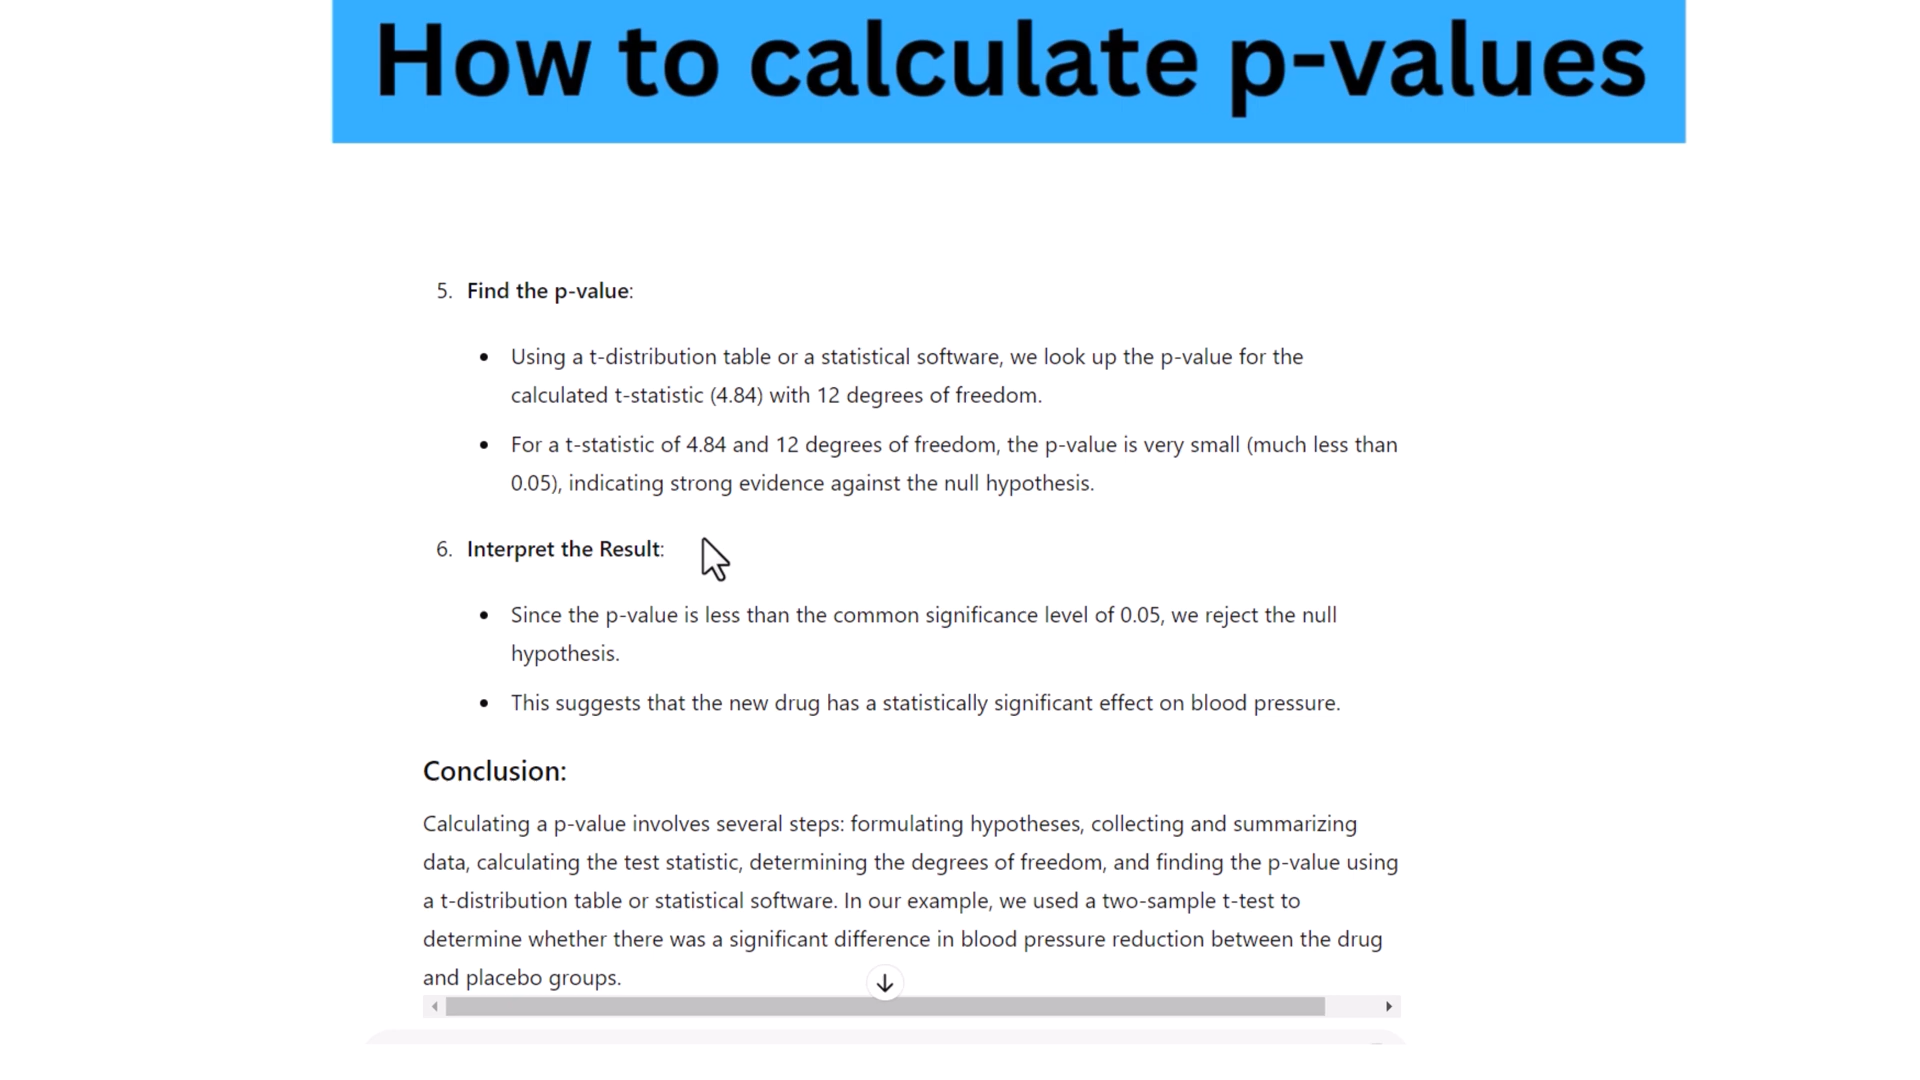 How to calculate p-values
5. Find the p-value:
• Using a t-distribution table or a statistical software, we look up the p-value for the
calculated t-statistic (4.84) with 12 degrees of freedom.
• For a t-statistic of 4.84 and 12 degrees of freedom, the p-value is very small (much less than
0.05), indicating strong evidence against the null hypothesis.
6. Interpret the Result:
• Since the p-value is less than the common significance level of 0.05, we reject the null
hypothesis.
• This suggests that the new drug has a statistically significant effect on blood pressure.
Conclusion:
Calculating a p-value involves several steps: formulating hypotheses, collecting and summarizing
data, calculating the test statistic, determining the degrees of freedom, and finding the p-value using
a t-distribution table or statistical software. In our example, we used a two-sample t-test to
determine whether there was a significant difference in blood pressure reduction between the drug
and placebo groups.